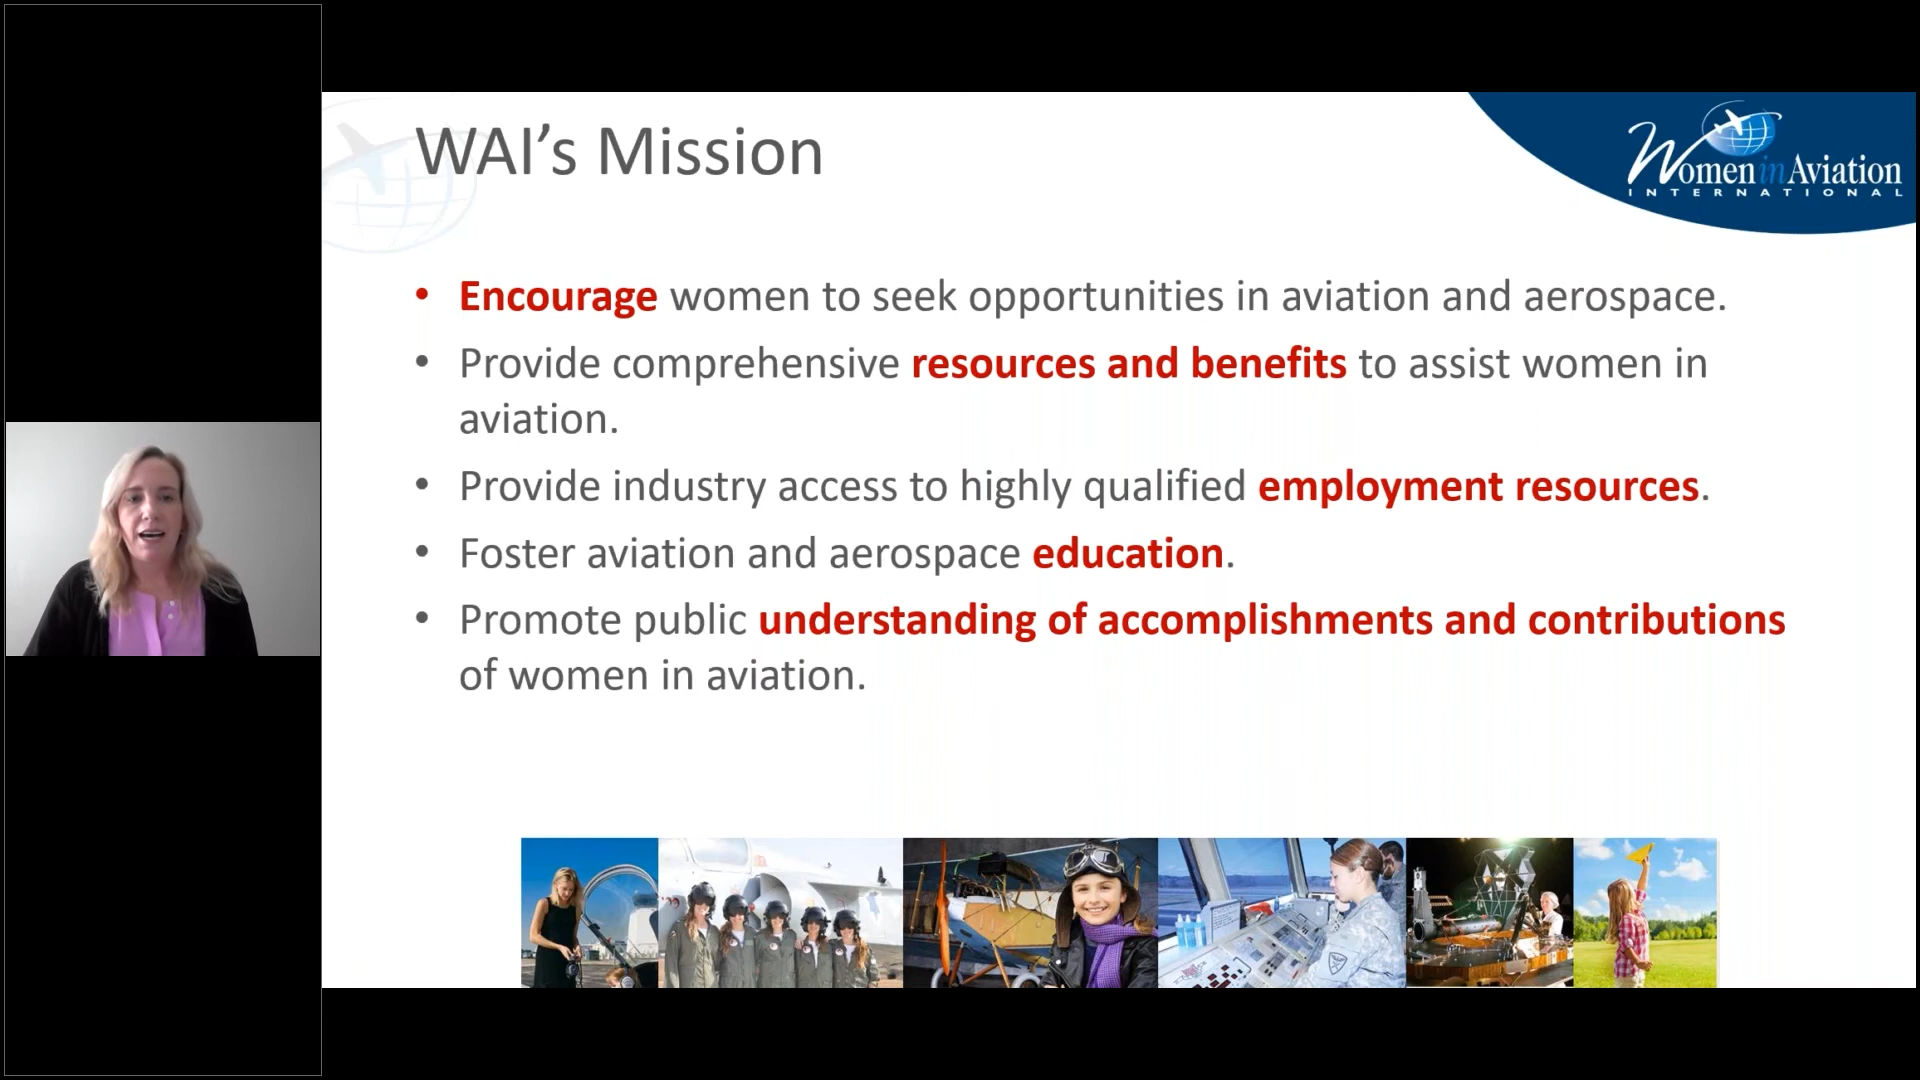 WAI’s Mission
Women in Aviation
INTERNATIONAL
• Encourage women to seek opportunities in aviation and aerospace.
• Provide comprehensive resources and benefits to assist women in
aviation.
• Provide industry access to highly qualified employment resources.
• Foster aviation and aerospace education.
• Promote public understanding of accomplishments and contributions
of women in aviation.